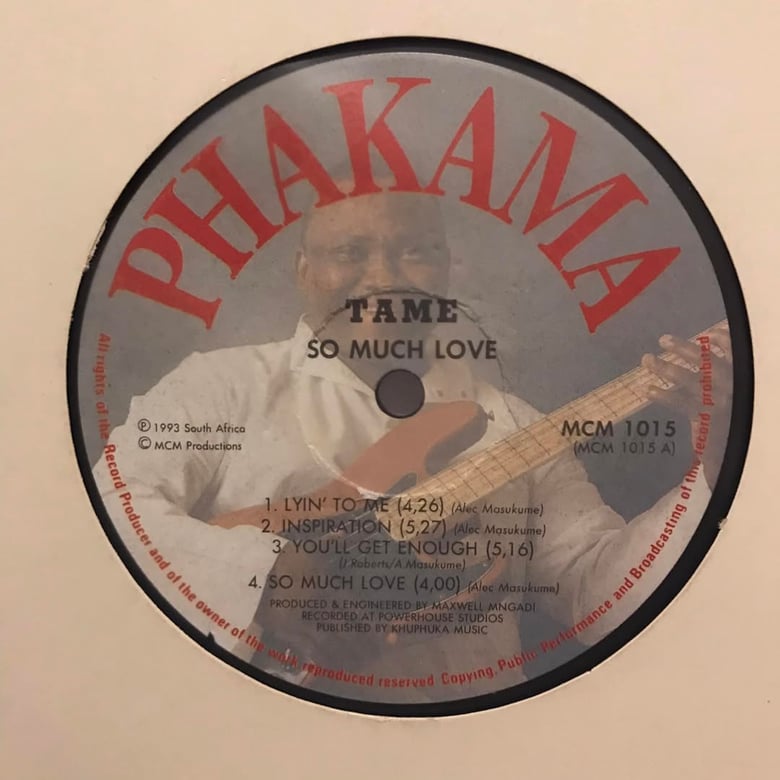 PHAKAMA
TAME
SO MUCH LOVE
℗ 1993 South Africa
© MCM Productions
MCM 1015
(MCM 1015 A)
1. LYIN' TO ME (4,26) (Alec Masukume)
2. INSPIRATION (5,27) (Alec Masukume)
3. YOU'LL GET ENOUGH (5,16)
(J Roberts/A Masukume)
4. SO MUCH LOVE (4,00) (Alec Masukume)
PRODUCED & ENGINEERED BY MAXWELL MNGADI
RECORDED AT POWERHOUSE STUDIOS
PUBLISHED BY KHUPHUKA MUSIC
All rights of the Record Producer and of the owner of the work reproduced reserved Copying, Public Performance and Broadcasting of this record prohibited